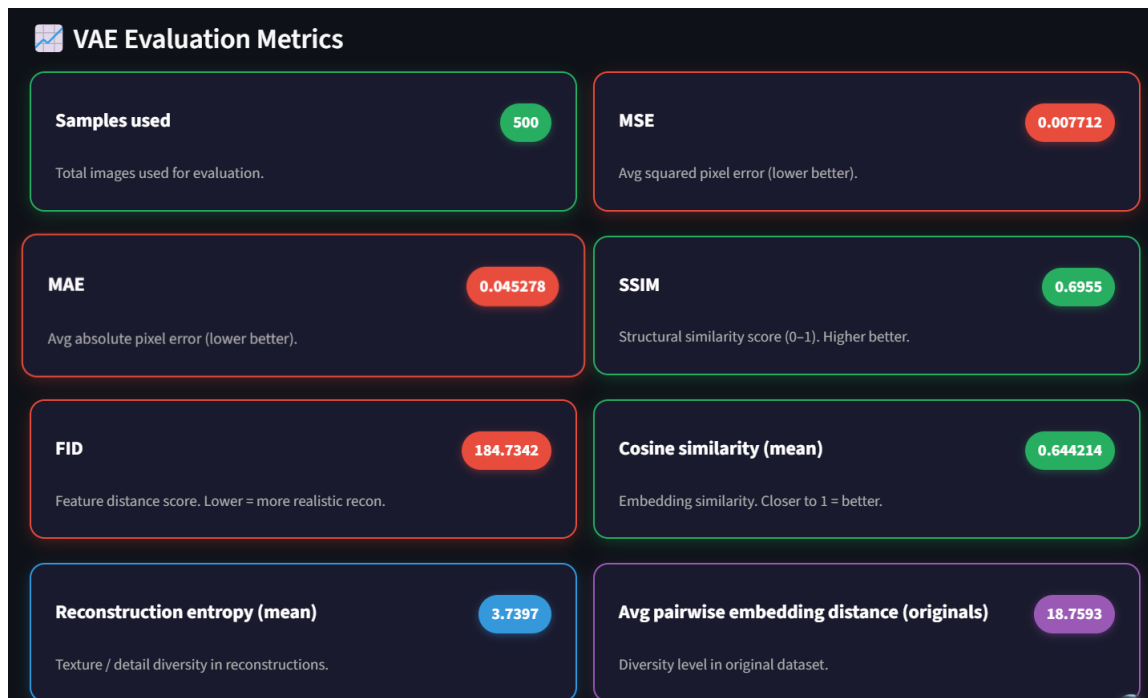 VAE Evaluation Metrics
Samples used
500
Total images used for evaluation.
MSE
0.007712
Avg squared pixel error (lower better).
MAE
0.045278
Avg absolute pixel error (lower better).
SSIM
0.6955
Structural similarity score (0–1). Higher better.
FID
184.7342
Feature distance score. Lower = more realistic recon.
Cosine similarity (mean)
0.644214
Embedding similarity. Closer to 1 = better.
Reconstruction entropy (mean)
3.7397
Texture / detail diversity in reconstructions.
Avg pairwise embedding distance (originals)
18.7593
Diversity level in original dataset.